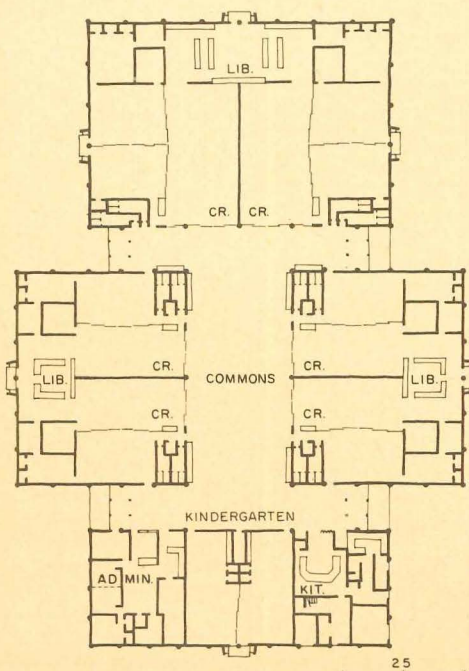 LIB.
CR. CR.
LIB. CR. COMMONS CR. LIB.
CR. CR.
KINDERGARTEN
AD MIN. KIT.
25